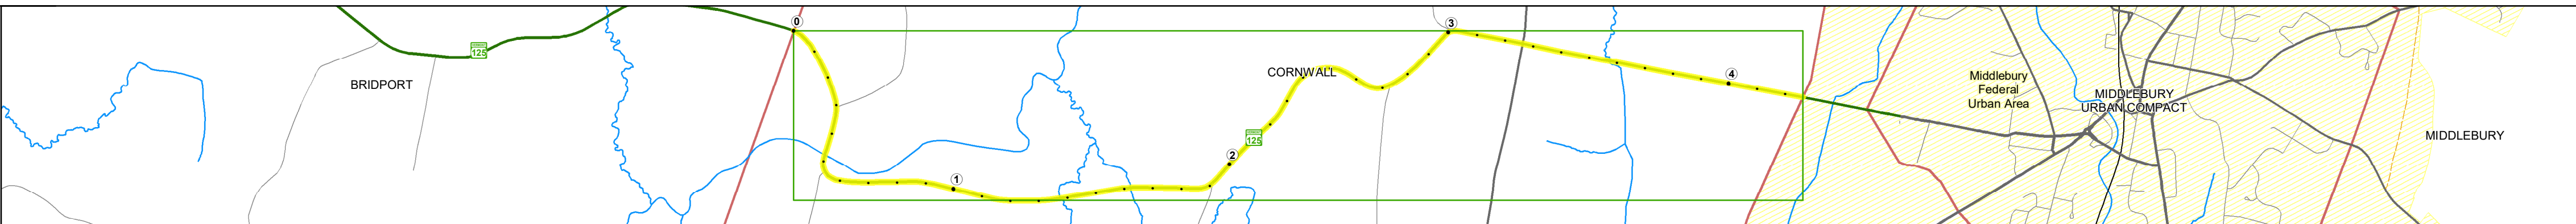 0
3
125
BRIDPORT
CORNWALL
4
Middlebury
Federal
Urban Area
MIDDLEBURY
URBAN COMPACT
MIDDLEBURY
125
2
1